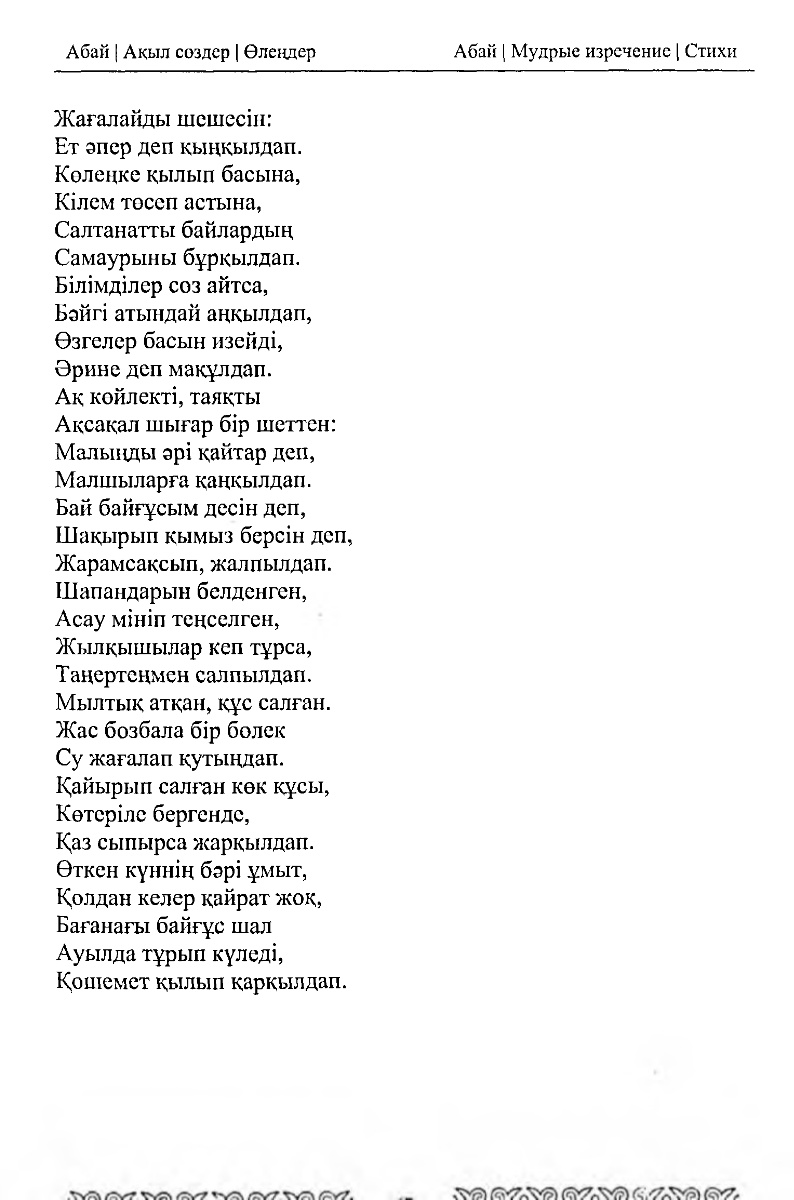 Абай | Ақыл создер | Өлеңдер Абай | Мудрые изречение | Стихи
Жағалайды шешесін:
Ет әпер деп қыңқылдап.
Көлеңке қылып басына,
Кілем төсеп астына,
Салтанатты байлардың
Самаурыны бұрқылдап.
Білімділер соз айтса,
Бәйгі атындай аңқылдап,
Өзгелер басын изейді,
Әрине деп мақұлдап.
Ақ койлекті, таяқты
Ақсақал шығар бір шеттен:
Малыңды әрі қайтар деп,
Малшыларға қаңқылдап.
Бай байғұсым десін деп,
Шақырып қымыз берсін деп,
Жарамсақсып, жалпылдап.
Шапандарын белденген,
Асау мініп теңселген,
Жылқышылар кеп тұрса,
Таңертеңмен салпылдап.
Мылтық атқан, құс салған.
Жас бозбала бір болек
Су жағалап қутыңдап.
Қайырып салған көк құсы,
Көтеріле бергенде,
Қаз сыпырса жарқылдап.
Өткен күннің бәрі ұмыт,
Қолдан келер қайрат жоқ,
Бағанағы байғұс шал
Ауылда тұрып күледі,
Қошемет қылып қарқылдап.